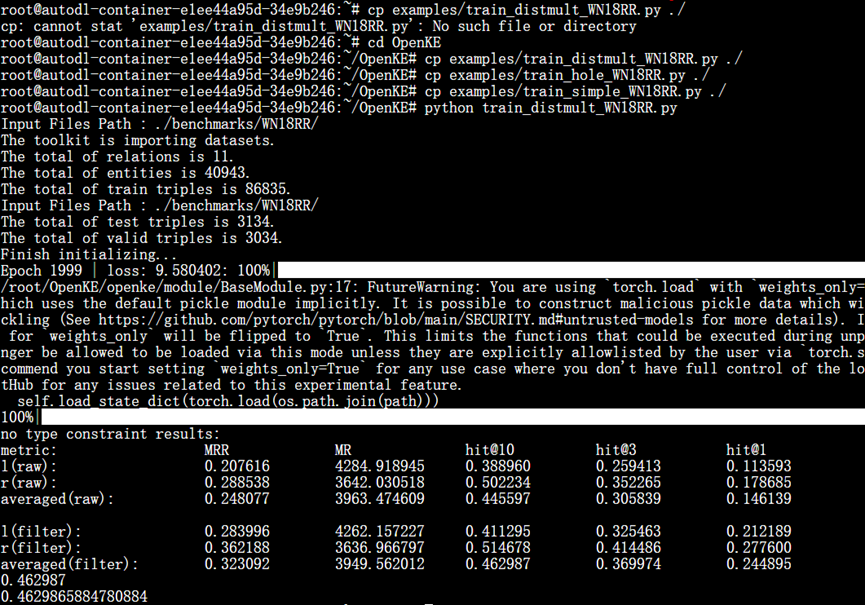 root@autodl-container-e1ee44a95d-34e9b246:~# cp examples/train_distmult_WN18RR.py ./
cp: cannot stat 'examples/train_distmult_WN18RR.py': No such file or directory
root@autodl-container-e1ee44a95d-34e9b246:~# cd OpenKE
root@autodl-container-e1ee44a95d-34e9b246:~/OpenKE# cp examples/train_distmult_WN18RR.py ./
root@autodl-container-e1ee44a95d-34e9b246:~/OpenKE# cp examples/train_hole_WN18RR.py ./
root@autodl-container-e1ee44a95d-34e9b246:~/OpenKE# cp examples/train_simple_WN18RR.py ./
root@autodl-container-e1ee44a95d-34e9b246:~/OpenKE# python train_distmult_WN18RR.py
Input Files Path : ./benchmarks/WN18RR/
The toolkit is importing datasets.
The total of relations is 11.
The total of entities is 40943.
The total of train triples is 86835.
Input Files Path : ./benchmarks/WN18RR/
The total of test triples is 3134.
The total of valid triples is 3034.
Finish initializing...
Epoch 1999 | loss: 9.580402: 100%|
/root/OpenKE/openke/module/BaseModule.py:17: FutureWarning: You are using `torch.load` with `weights_only=
hich uses the default pickle module implicitly. It is possible to construct malicious pickle data which wi
ckling (See https://github.com/pytorch/pytorch/blob/main/SECURITY.md#untrusted-models for more details). I
 for `weights_only` will be flipped to `True`. This limits the functions that could be executed during unp
nger be allowed to be loaded via this mode unless they are explicitly allowlisted by the user via `torch.s
commend you start setting `weights_only=True` for any use case where you don't have full control of the lo
tHub for any issues related to this experimental feature.
  self.load_state_dict(torch.load(os.path.join(path)))
100%|
no type constraint results:
metric: MRR MR hit@10 hit@3 hit@1
l(raw): 0.207616 4284.918945 0.388960 0.259413 0.113593
r(raw): 0.288538 3642.030518 0.502234 0.352265 0.178685
averaged(raw): 0.248077 3963.474609 0.445597 0.305839 0.146139
l(filter): 0.283996 4262.157227 0.411295 0.325463 0.212189
r(filter): 0.362188 3636.966797 0.514678 0.414486 0.277600
averaged(filter): 0.323092 3949.562012 0.462987 0.369974 0.244895
0.462987
0.4629865884780884